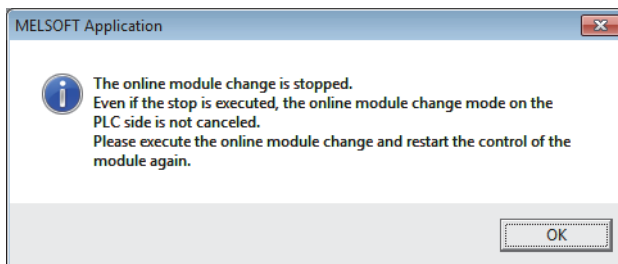 MELSOFT Application
The online module change is stopped.
Even if the stop is executed, the online module change mode on the
PLC side is not canceled.
Please execute the online module change and restart the control of the
module again.
OK